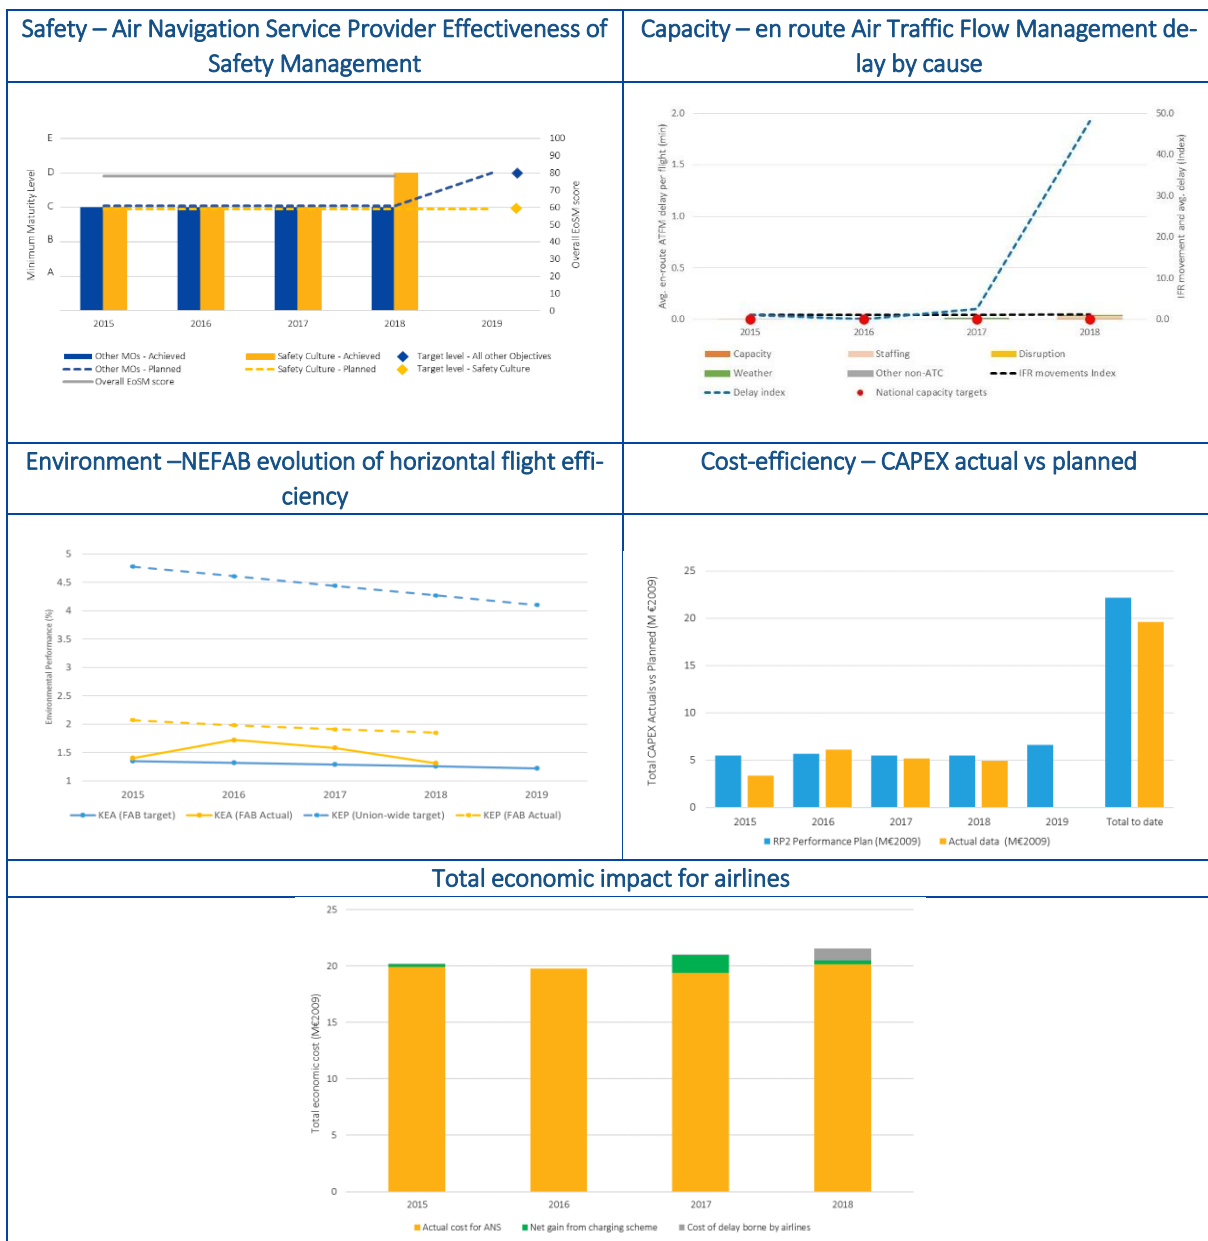 Safety – Air Navigation Service Provider Effectiveness of
Safety Management
Capacity – en route Air Traffic Flow Management de-
lay by cause
Minimum Maturity Level
E
D
C
B
A
100
90
80
70
60
50
40
30
20
10
0
Overall EoSM score
2015 2016 2017 2018 2019
Other MOs - Achieved Safety Culture - Achieved Target level - All other Objectives
Other MOs - Planned Safety Culture - Planned Target level - Safety Culture
Overall EoSM score
Avg. en-route ATFM delay per flight (min)
2.0
1.5
1.0
0.5
0.0
50.0
40.0
30.0
20.0
10.0
0.0
IFR movement and avg. delay (Index)
2015 2016 2017 2018
Capacity Staffing Disruption
Weather Other non-ATC IFR movements Index
Delay index National capacity targets
Environment –NEFAB evolution of horizontal flight effi-
ciency
Cost-efficiency – CAPEX actual vs planned
Environmental Performance (%)
5
4.5
4
3.5
3
2.5
2
1.5
1
2015 2016 2017 2018 2019
KEA (FAB target) KEA (FAB Actual) KEP (Union-wide target) KEP (FAB Actual)
Total CAPEX Actuals vs Planned (M €2009)
25
20
15
10
5
0
2015 2016 2017 2018 2019 Total to date
RP2 Performance Plan (M€2009) Actual data (M€2009)
Total economic impact for airlines
Total economic cost (M€2009)
25
20
15
10
5
0
2015 2016 2017 2018
Actual cost for ANS Net gain from charging scheme Cost of delay borne by airlines